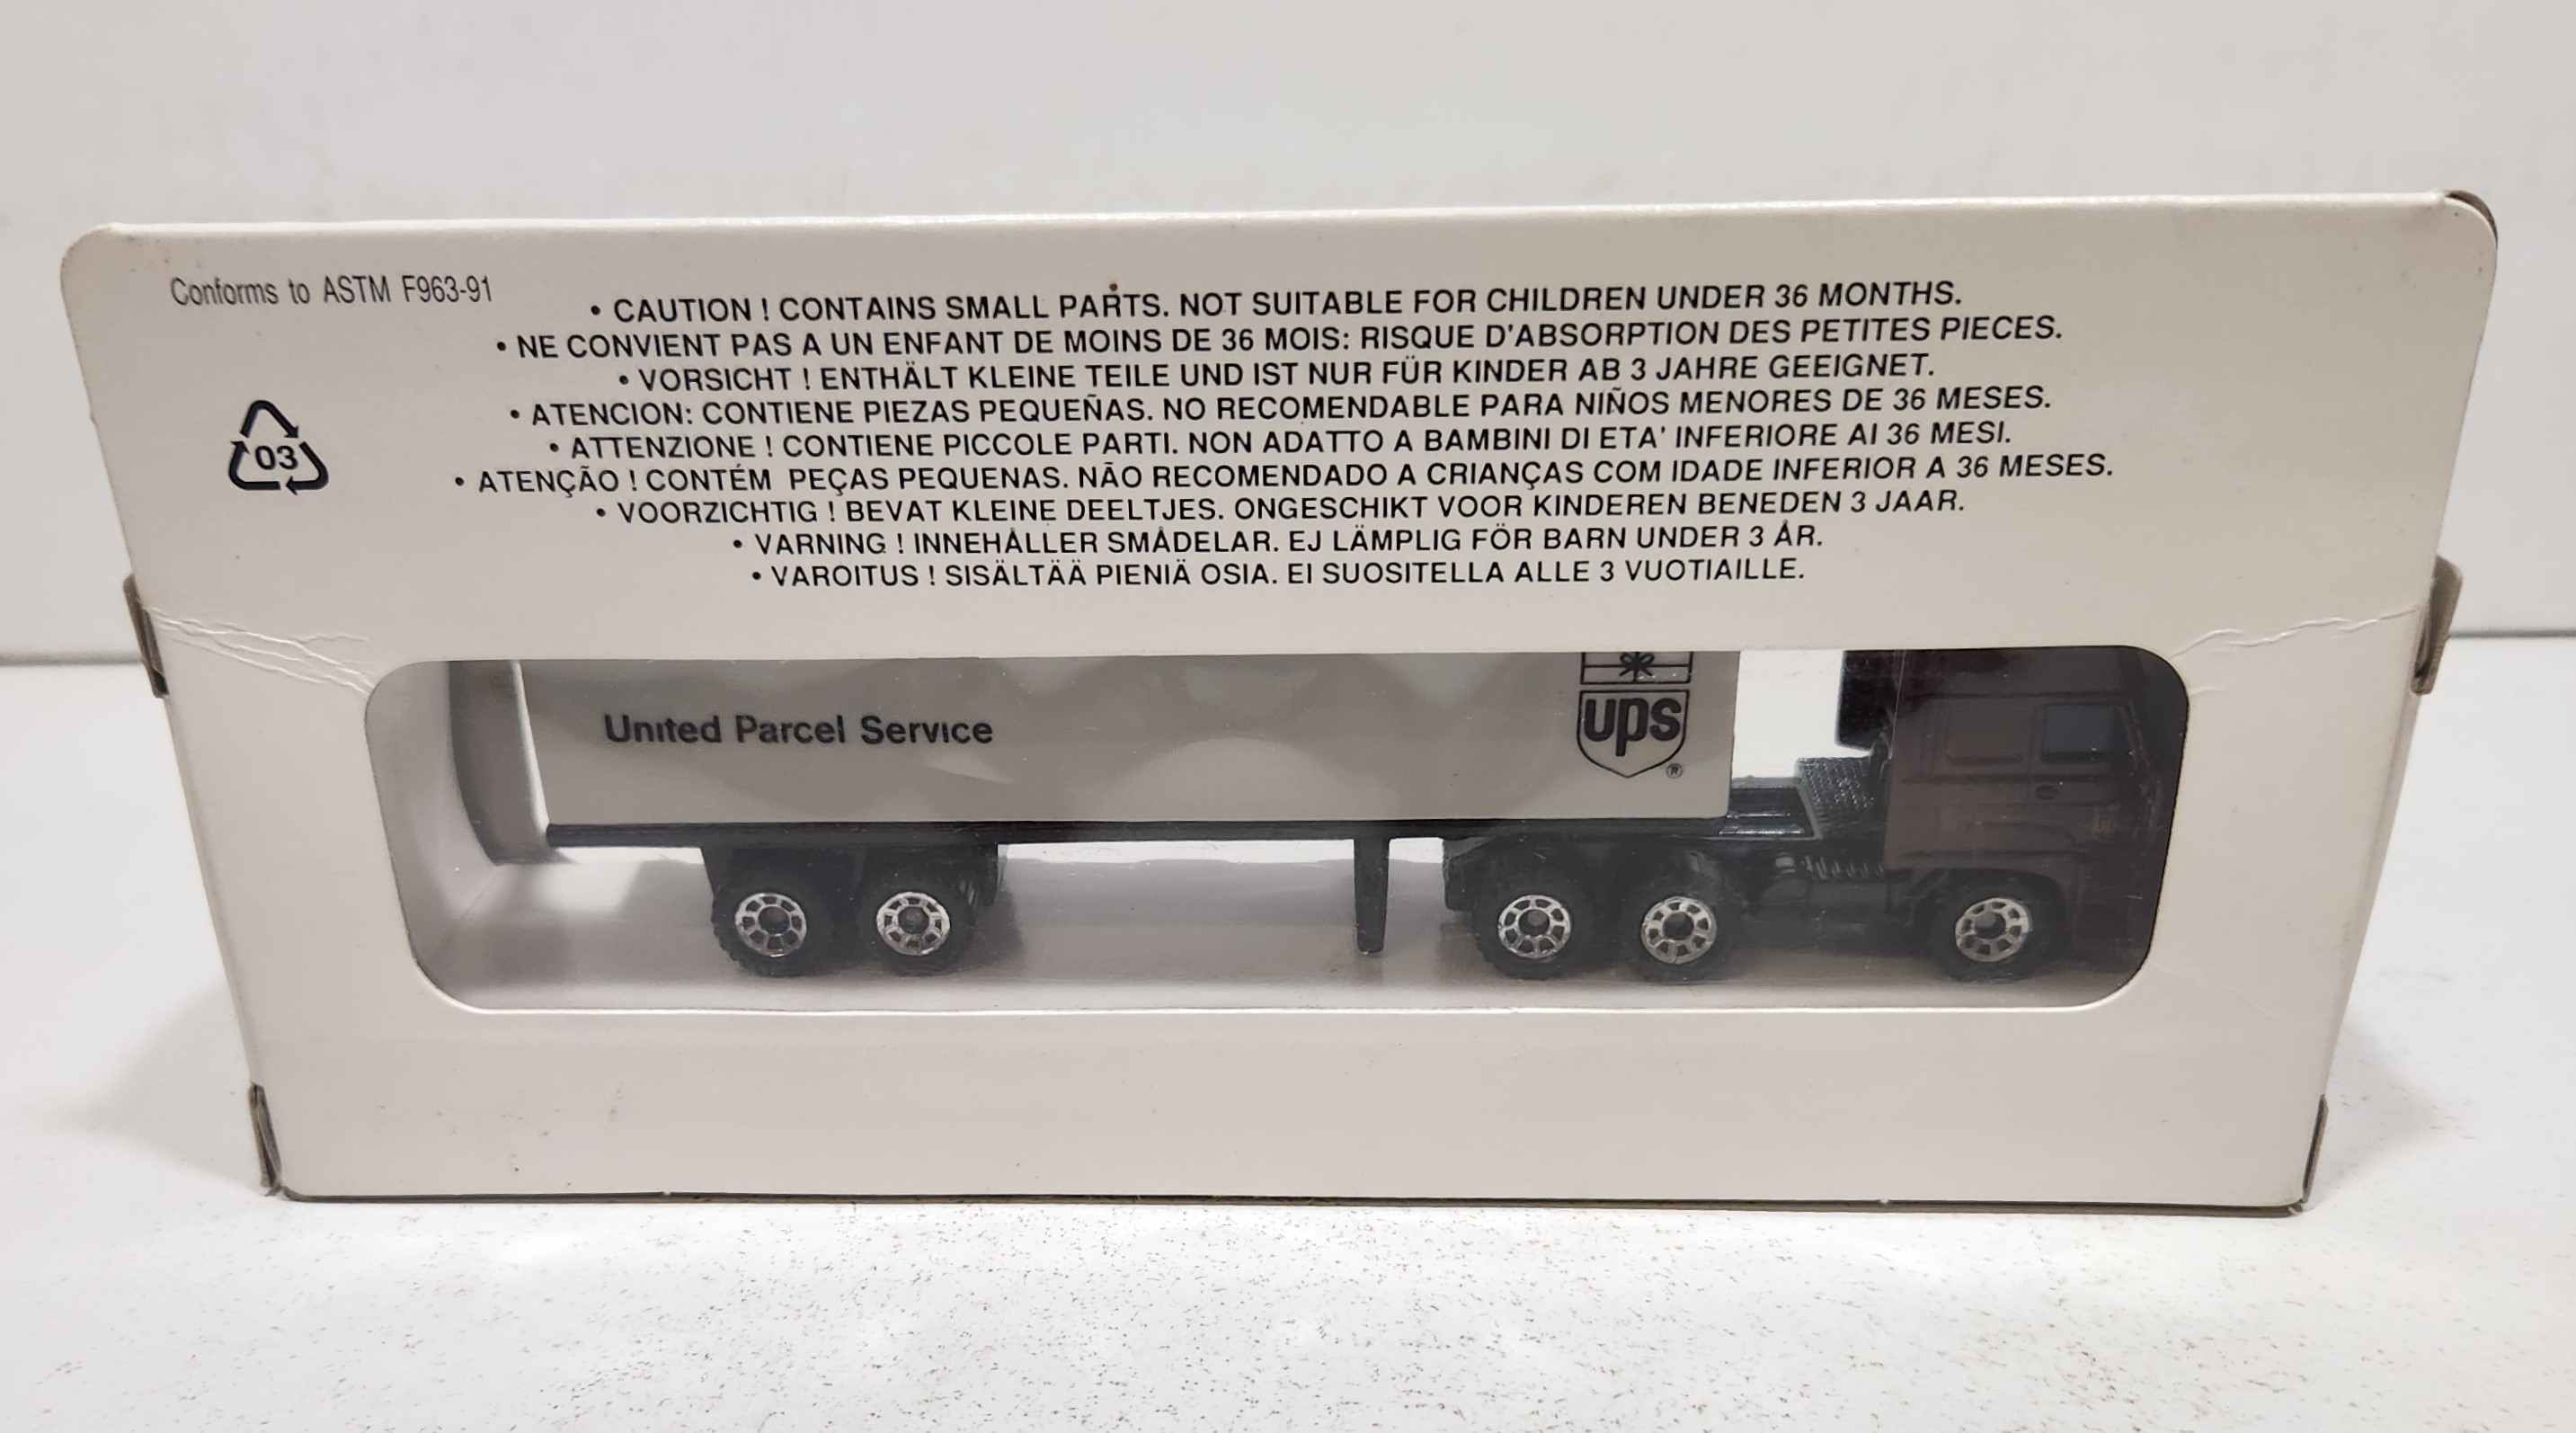 Conforms to ASTM F963-91
• CAUTION ! CONTAINS SMALL PARTS. NOT SUITABLE FOR CHILDREN UNDER 36 MONTHS.
• NE CONVIENT PAS A UN ENFANT DE MOINS DE 36 MOIS: RISQUE D'ABSORPTION DES PETITES PIECES.
• VORSICHT ! ENTHÄLT KLEINE TEILE UND IST NUR FÜR KINDER AB 3 JAHRE GEEIGNET.
• ATENCION: CONTIENE PIEZAS PEQUEÑAS. NO RECOMENDABLE PARA NIÑOS MENORES DE 36 MESES.
• ATTENZIONE ! CONTIENE PICCOLE PARTI. NON ADATTO A BAMBINI DI ETA' INFERIORE AI 36 MESI.
• ATENÇÃO ! CONTÉM PEÇAS PEQUENAS. NÃO RECOMENDADO A CRIANÇAS COM IDADE INFERIOR A 36 MESES.
• VOORZICHTIG ! BEVAT KLEINE DEELTJES. ONGESCHIKT VOOR KINDEREN BENEDEN 3 JAAR.
• VARNING ! INNEHÅLLER SMÅDELAR. EJ LÄMPLIG FÖR BARN UNDER 3 ÅR.
• VAROITUS ! SISÄLTÄÄ PIENIÄ OSIA. EI SUOSITELLA ALLE 3 VUOTIAILLE.
03
United Parcel Service
ups
®